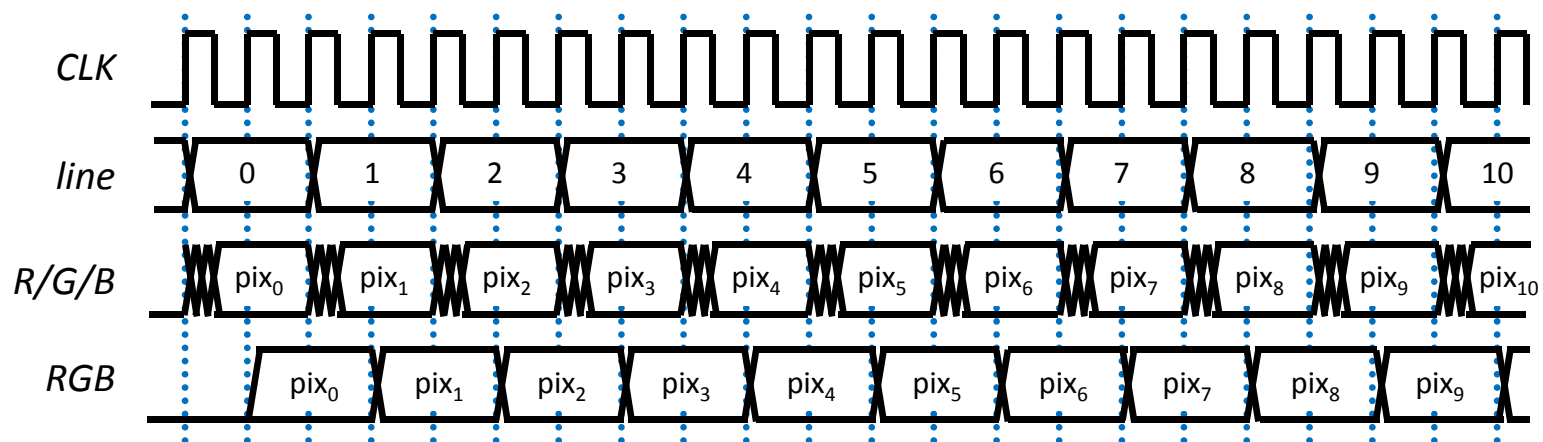 CLK
line 0 1 2 3 4 5 6 7 8 9 10
R/G/B pix₀ pix₁ pix₂ pix₃ pix₄ pix₅ pix₆ pix₇ pix₈ pix₉ pix₁₀
RGB pix₀ pix₁ pix₂ pix₃ pix₄ pix₅ pix₆ pix₇ pix₈ pix₉